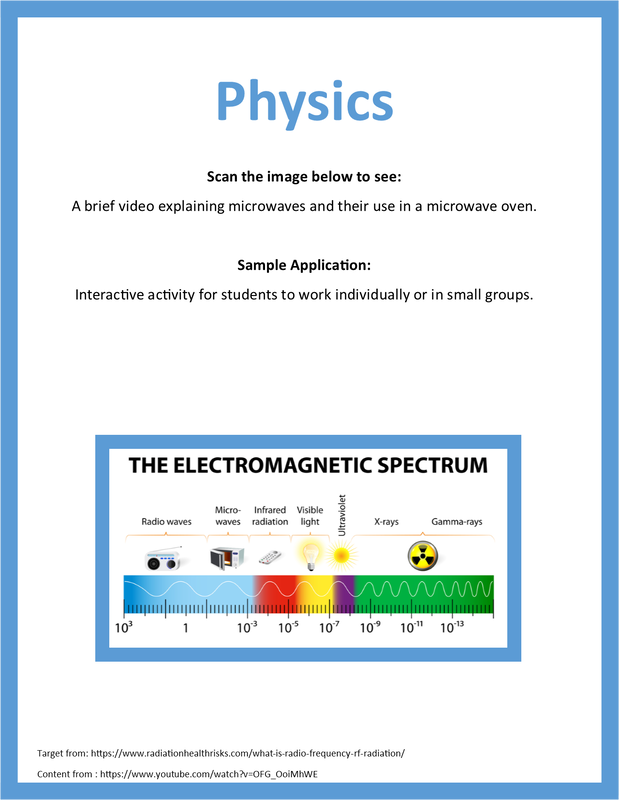 Physics
Scan the image below to see:
A brief video explaining microwaves and their use in a microwave oven.
Sample Application:
Interactive activity for students to work individually or in small groups.
THE ELECTROMAGNETIC SPECTRUM
Radio waves
Micro-
waves
Infrared
radiation
Visible
light
Ultraviolet
X-rays
Gamma-rays
10³ 1 10⁻³ 10⁻⁵ 10⁻⁷ 10⁻⁹ 10⁻¹¹ 10⁻¹³
Target from: https://www.radiationhealthrisks.com/what-is-radio-frequency-rf-radiation/
Content from : https://www.youtube.com/watch?v=OFG_OoiMhWE